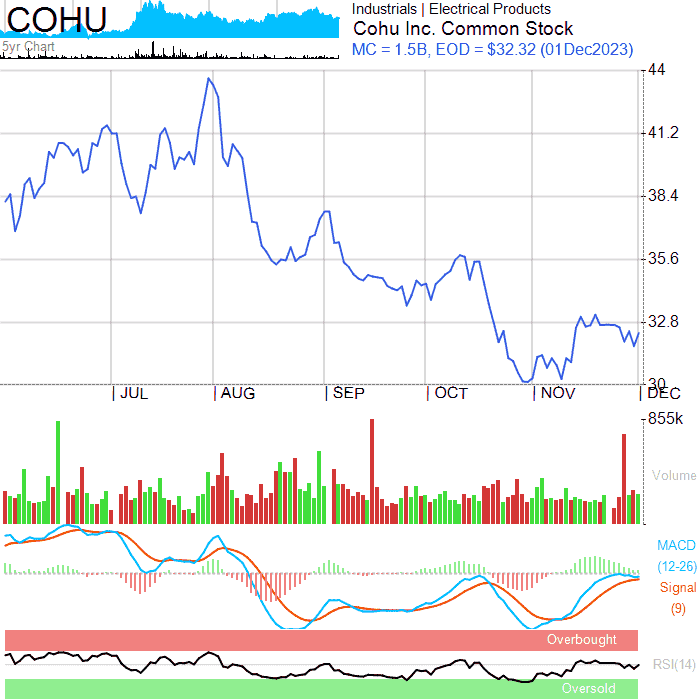 COHU
5yr Chart
Industrials | Electrical Products
Cohu Inc. Common Stock
MC = 1.5B, EOD = $32.32 (01Dec2023)
44
41.2
38.4
35.6
32.8
30
| JUL | AUG | SEP | OCT | NOV | DEC
855k
Volume
MACD
(12-26)
Signal
(9)
Overbought
RSI(14)
Oversold